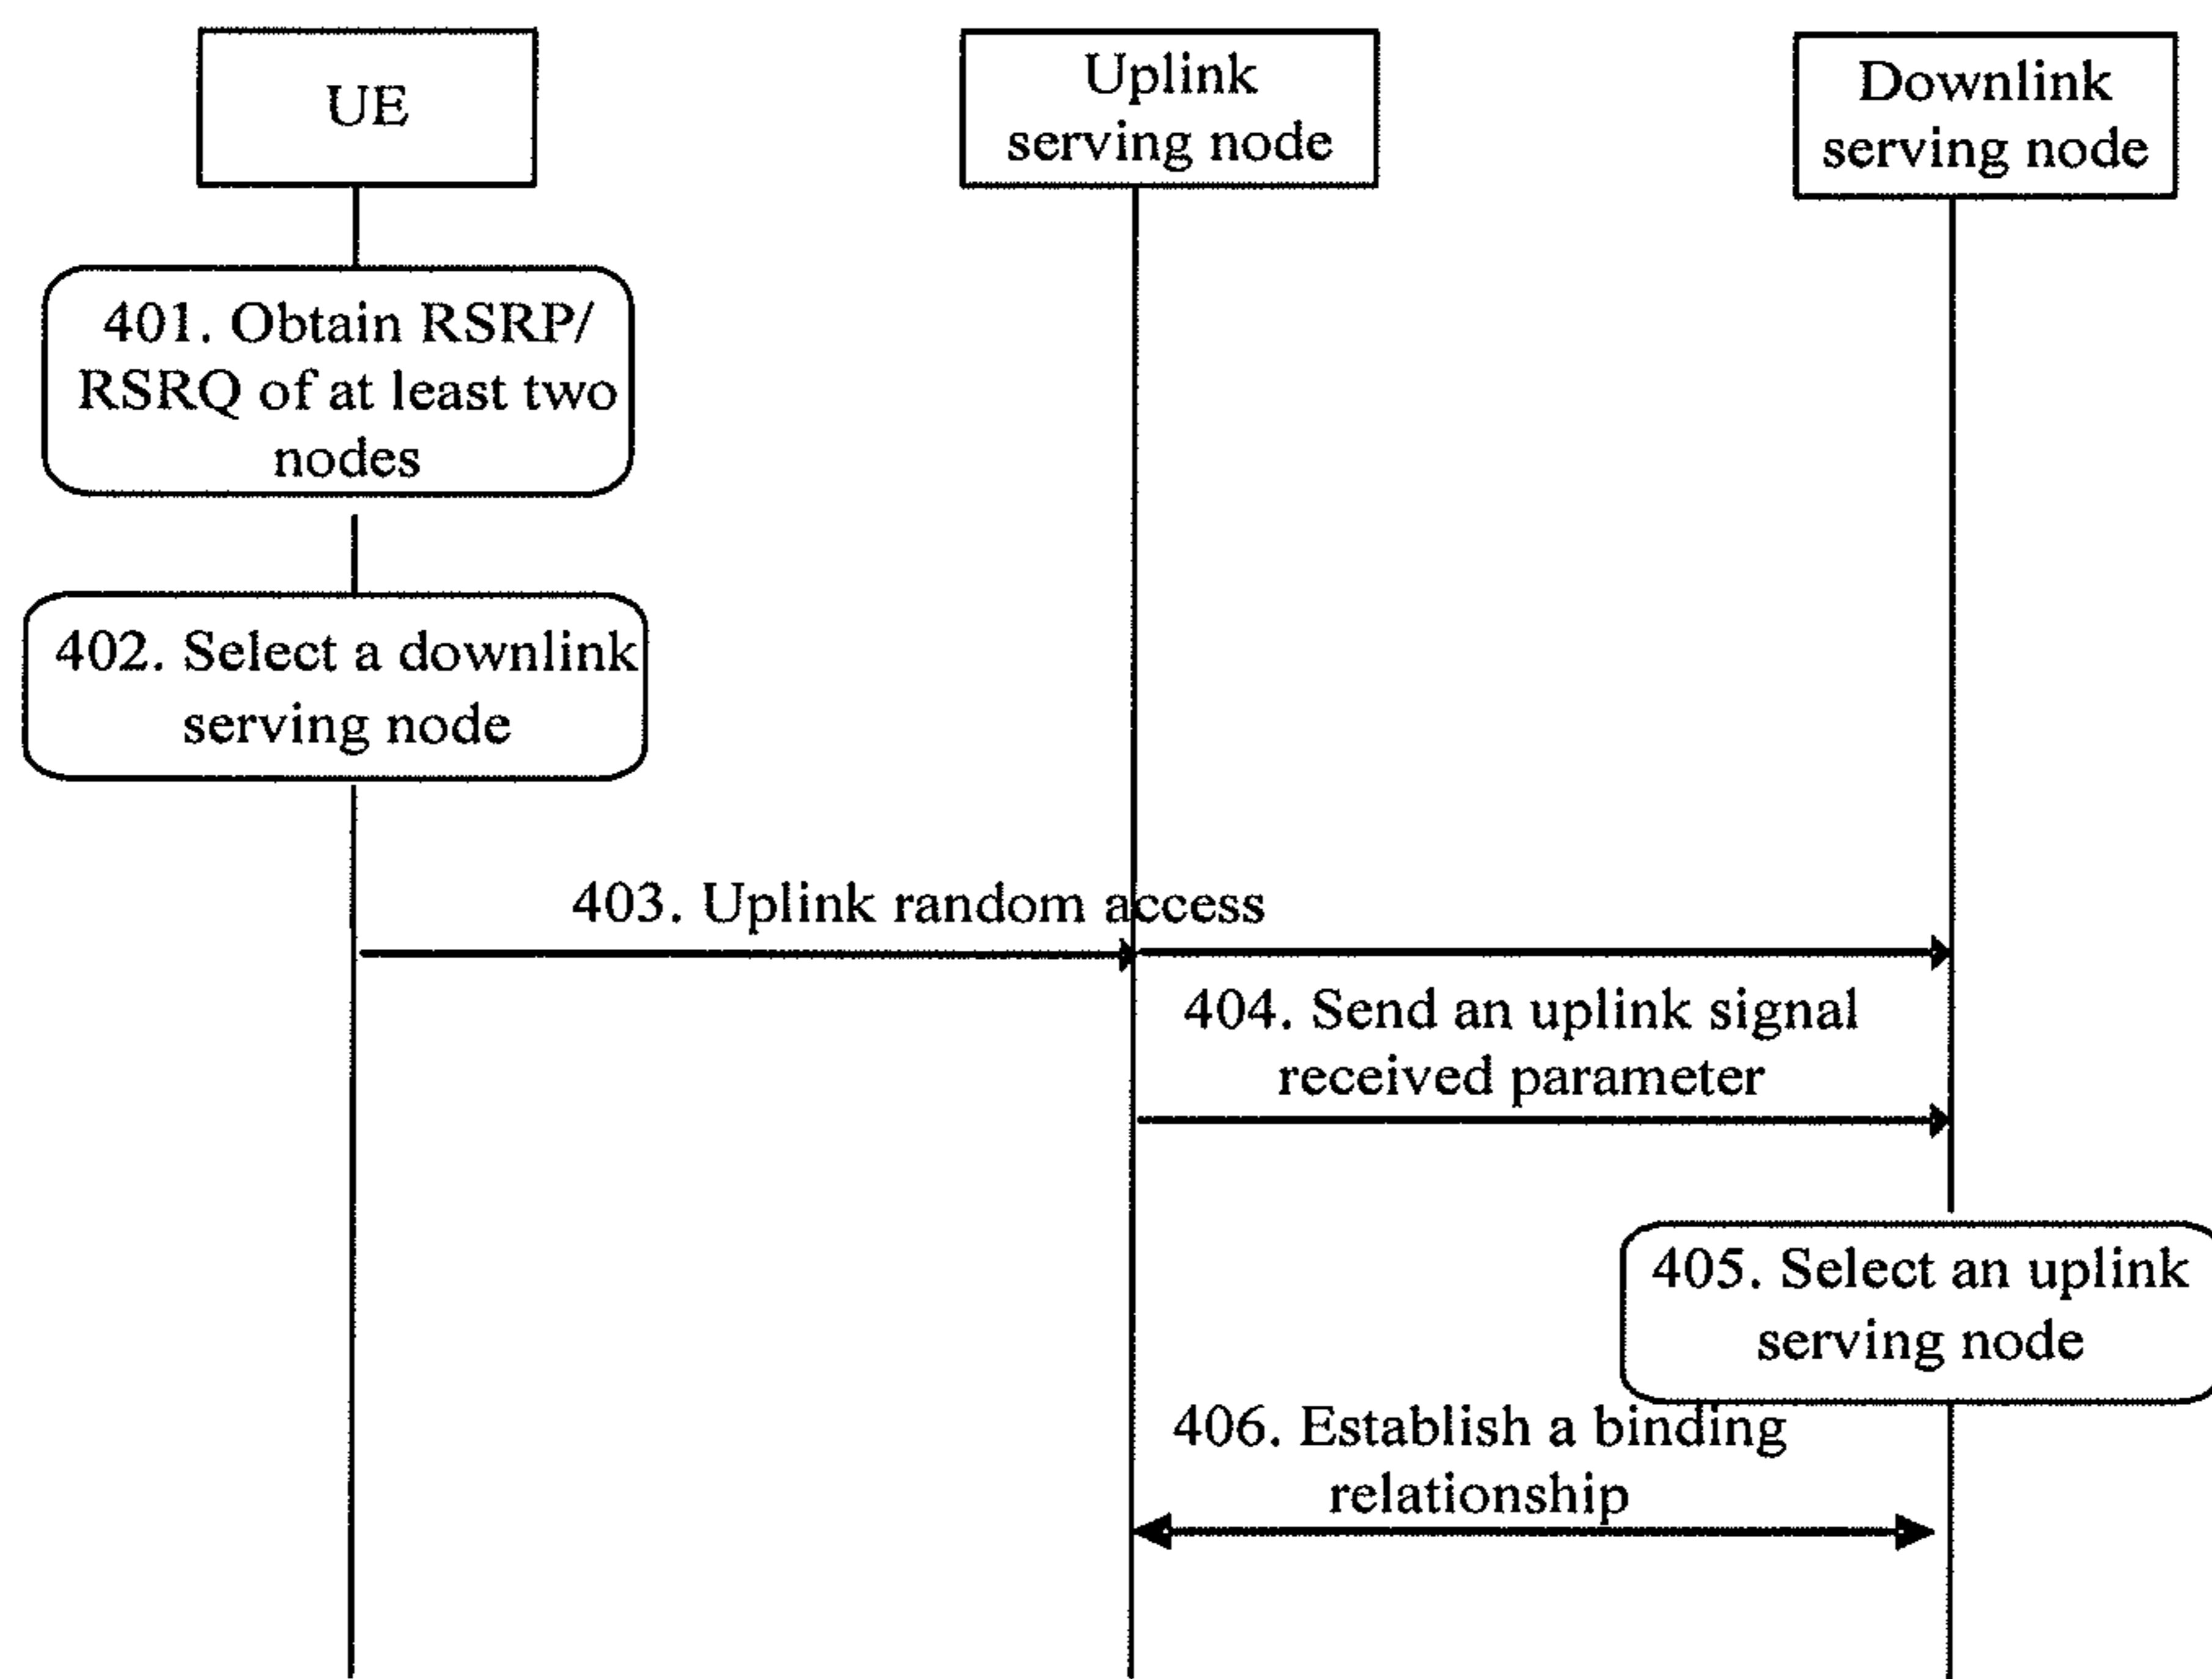 UE
Uplink
serving node
Downlink
serving node
401. Obtain RSRP/
RSRQ of at least two
nodes
402. Select a downlink
serving node
403. Uplink random access
404. Send an uplink signal
received parameter
405. Select an uplink
serving node
406. Establish a binding
relationship